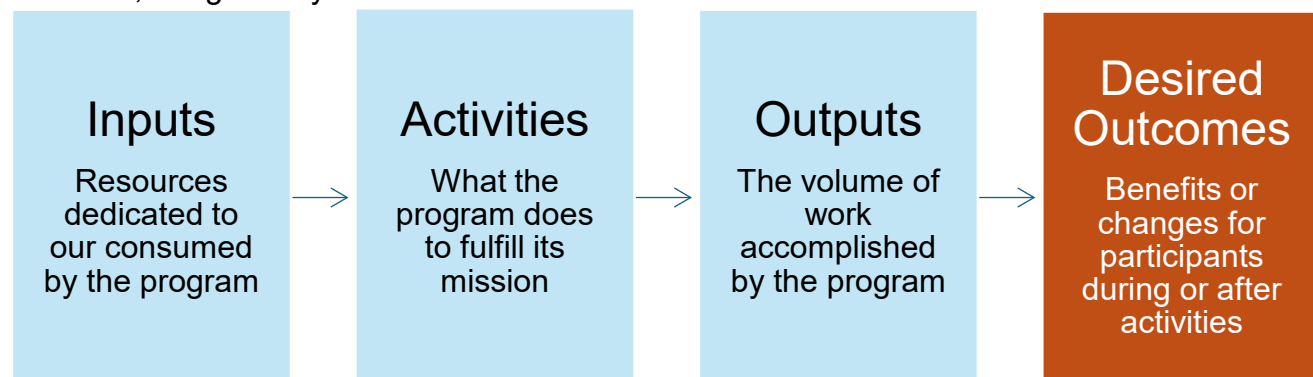 Inputs
Resources
dedicated to
our consumed
by the program
Activities
What the
program does
to fulfill its
mission
Outputs
The volume of
work
accomplished
by the program
Desired
Outcomes
Benefits or
changes for
participants
during or after
activities